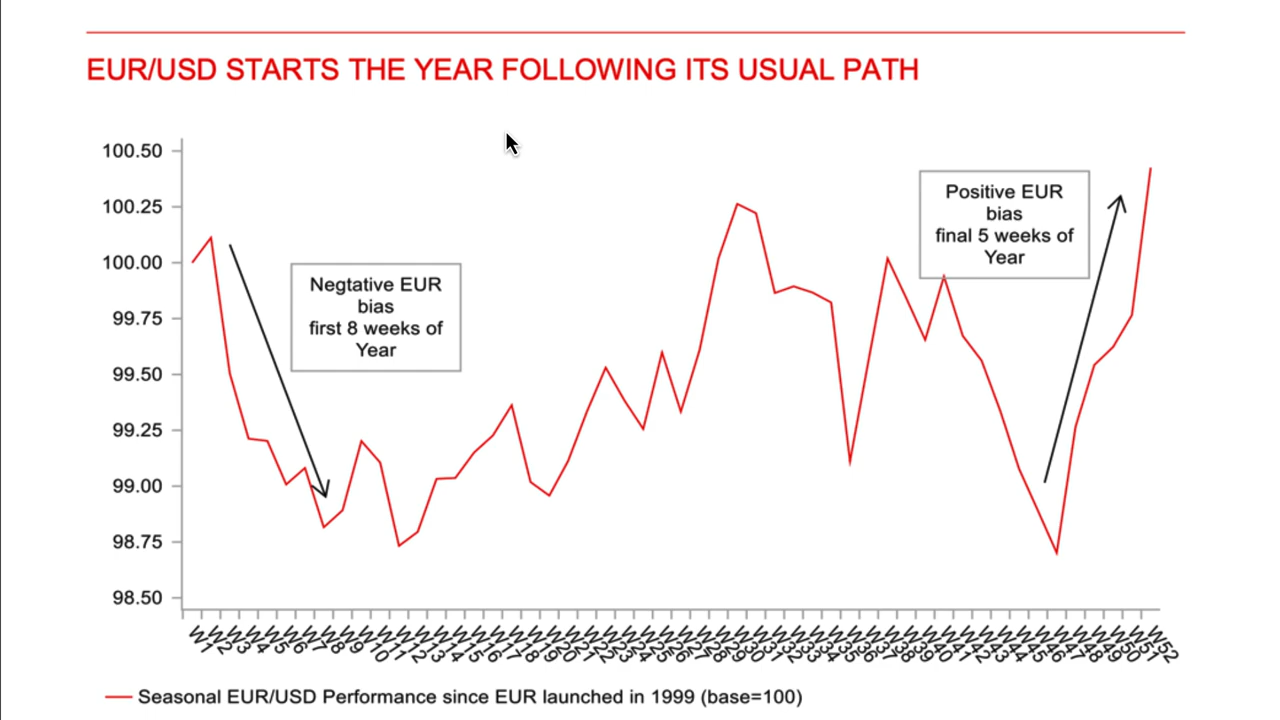 EUR/USD STARTS THE YEAR FOLLOWING ITS USUAL PATH
100.50
100.25
100.00
99.75
99.50
99.25
99.00
98.75
98.50
Negtative EUR
bias
first 8 weeks of
Year
Positive EUR
bias
final 5 weeks of
Year
W1 W2 W3 W4 W5 W6 W7 W8 W9 W10 W11 W12 W13 W14 W15 W16 W17 W18 W19 W20 W21 W22 W23 W24 W25 W26 W27 W28 W29 W30 W31 W32 W33 W34 W35 W36 W37 W38 W39 W40 W41 W42 W43 W44 W45 W46 W47 W48 W49 W50 W51 W52
Seasonal EUR/USD Performance since EUR launched in 1999 (base=100)